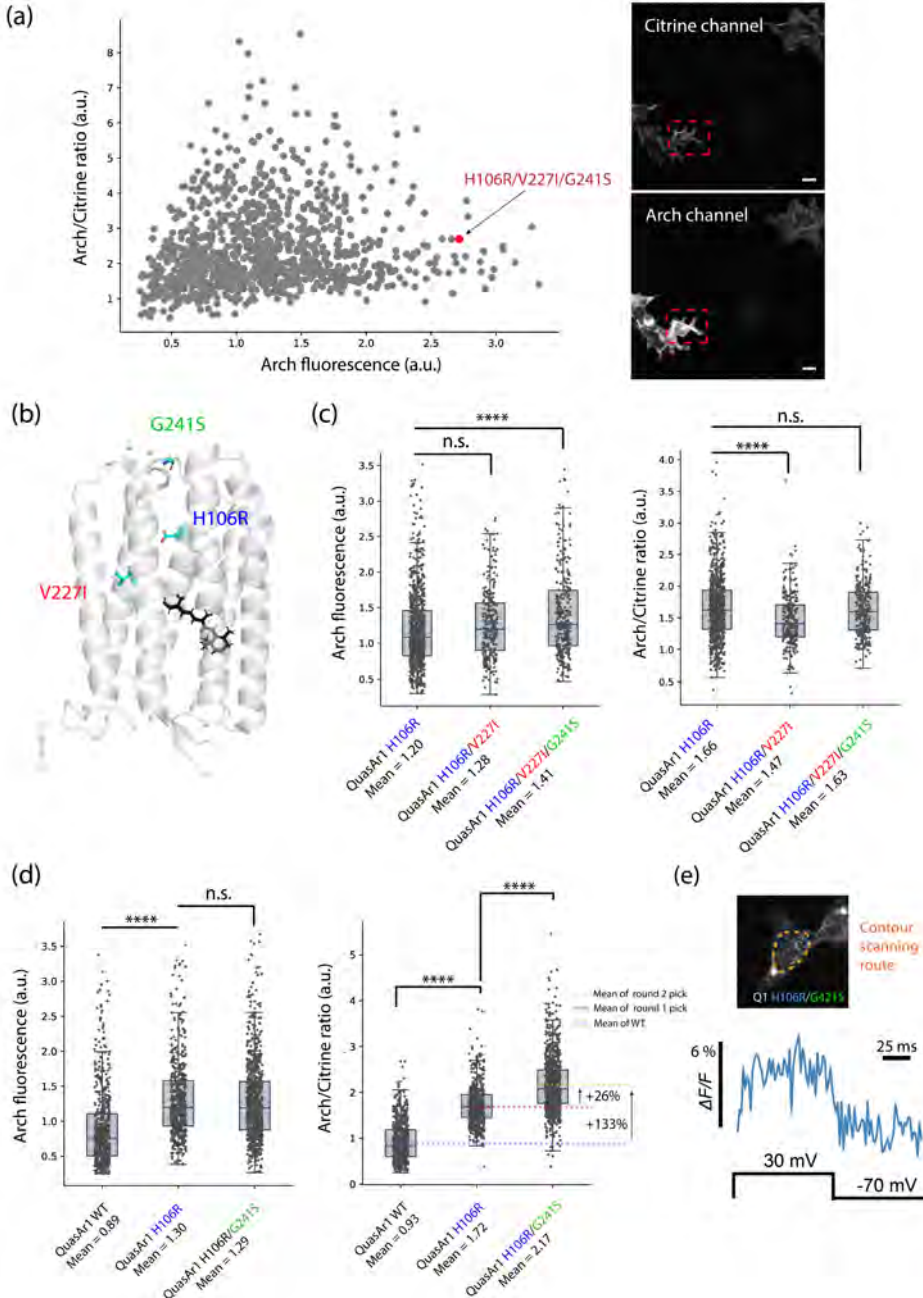 (a)
Arch/Citrine ratio (a.u.)
8
7
6
5
4
3
2
1
0.5 1.0 1.5 2.0 2.5 3.0
Arch fluorescence (a.u.)
H106R/V227I/G241S
Citrine channel
Arch channel
(b)
G241S
H106R
V227I
(c)
****
n.s.
Arch fluorescence (a.u.)
3.5
3.0
2.5
2.0
1.5
1.0
0.5
QuasAr1 H106R
Mean = 1.20
QuasAr1 H106R/V227I
Mean = 1.28
QuasAr1 H106R/V227I/G241S
Mean = 1.41
n.s.
****
Arch/Citrine ratio (a.u.)
4.0
3.5
3.0
2.5
2.0
1.5
1.0
0.5
QuasAr1 H106R
Mean = 1.66
QuasAr1 H106R/V227I
Mean = 1.47
QuasAr1 H106R/V227I/G241S
Mean = 1.63
(d)
n.s.
****
Arch fluorescence (a.u.)
3.5
3.0
2.5
2.0
1.5
1.0
0.5
QuasAr1 WT
Mean = 0.89
QuasAr1 H106R
Mean = 1.30
QuasAr1 H106R/G241S
Mean = 1.29
****
****
Arch/Citrine ratio (a.u.)
5
4
3
2
1
0
Mean of round 2 pick
Mean of round 1 pick
Mean of WT
+26%
+133%
QuasAr1 WT
Mean = 0.93
QuasAr1 H106R
Mean = 1.72
QuasAr1 H106R/G241S
Mean = 2.17
(e)
Q1 H106R/G421S
Contour
scanning
route
6 %
ΔF/F
25 ms
30 mV
-70 mV